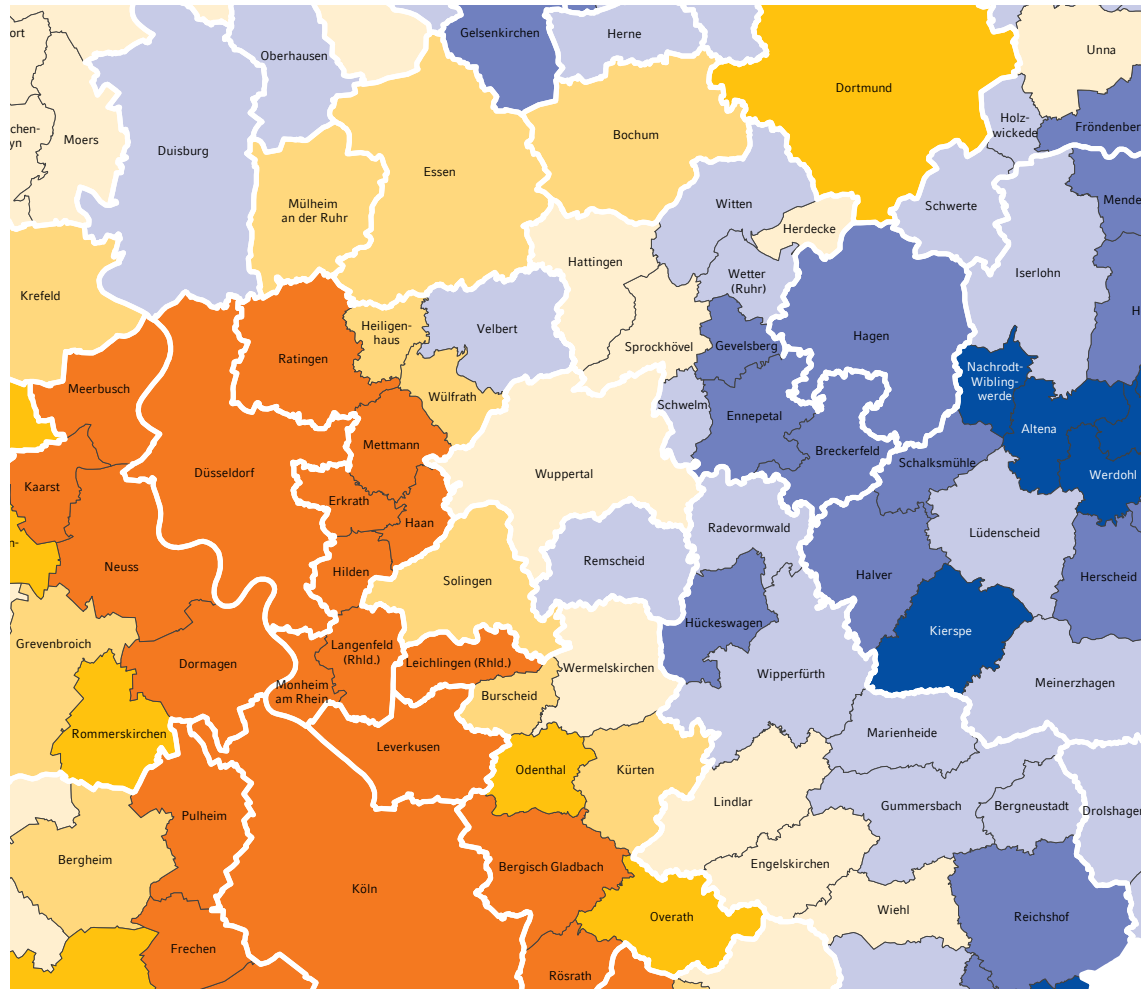 ort
Gelsenkirchen
Herne
Unna
Oberhausen
Dortmund
chen-
yn
Moers
Duisburg
Bochum
Holz-
wickede
Fröndenber
Essen
Mülheim
an der Ruhr
Witten
Schwerte
Mende
Herdecke
Hattingen
Wetter
(Ruhr)
Iserlohn
Krefeld
H
Heiligen-
haus
Velbert
Sprockhövel
Gevelsberg
Hagen
Ratingen
Nachrodt-
Wibling-
werde
Meerbusch
Wülfrath
Schwelm
Ennepetal
Altena
Mettmann
Breckerfeld
Schalksmühle
Düsseldorf
Wuppertal
Werdohl
Kaarst
Erkrath
Haan
Radevormwald
Lüdenscheid
n-
Neuss
Hilden
Solingen
Remscheid
Halver
Herscheid
Hückeswagen
Kierspe
Grevenbroich
Langenfeld
(Rhld.)
Dormagen
Leichlingen (Rhld.)
Wermelskirchen
Wipperfürth
Meinerzhagen
Monheim
am Rhein
Burscheid
Rommerskirchen
Leverkusen
Marienheide
Odenthal
Kürten
Lindlar
Gummersbach
Bergneustadt
Drolshagen
Pulheim
Bergheim
Bergisch Gladbach
Engelskirchen
Köln
Overath
Wiehl
Reichshof
Frechen
Rösrath